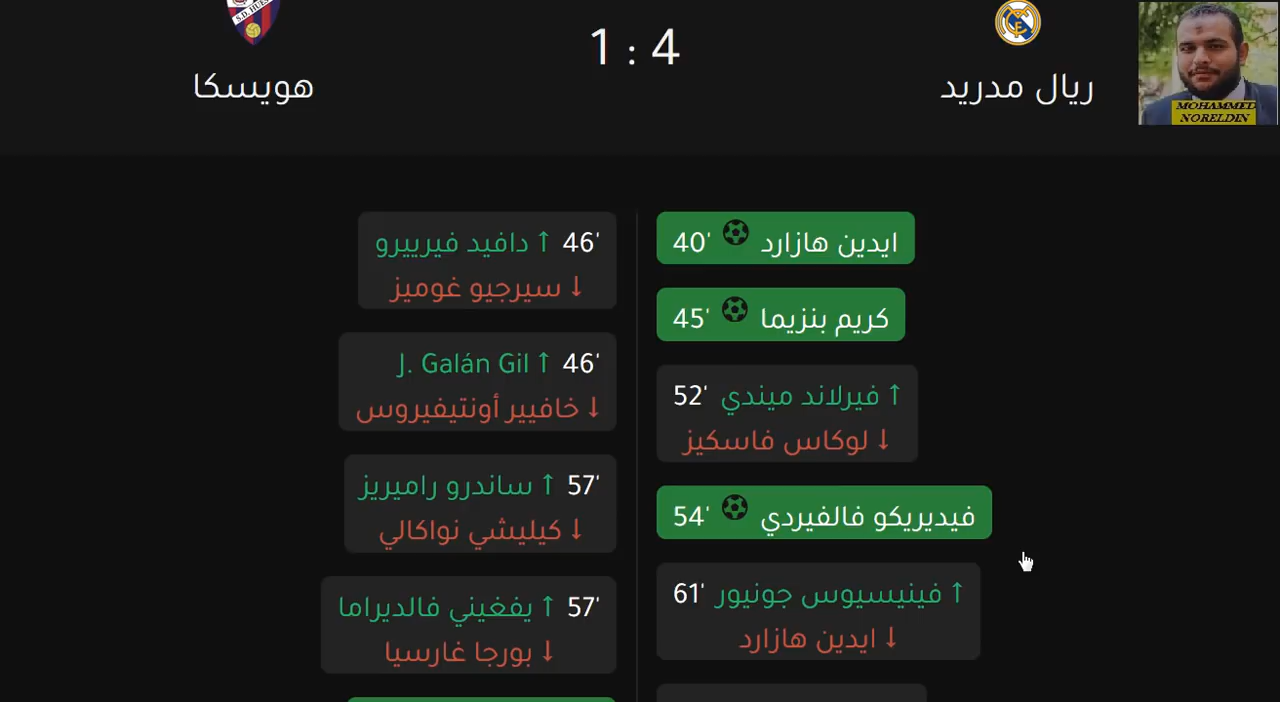 S.D. HUES
1 : 4
ريال مدريد
هويسكا
MOHAMMED
NORELDIN
ايدين هازارد 40'
كريم بنزيما 45'
↑ فيرلاند ميندي 52'
↓ لوكاس فاسكيز
فيديريكو فالفيردي 54'
↑ فينيسيوس جونيور 61'
↓ ايدين هازارد
46' ↑ دافيد فيرييرو
↓ سيرجيو غوميز
46' ↑ J. Galán Gil
↓ خافيير أونتيفيروس
57' ↑ ساندرو راميريز
↓ كيليشي نواكالي
57' ↑ يفغيني فالديراما
↓ بورجا غارسيا